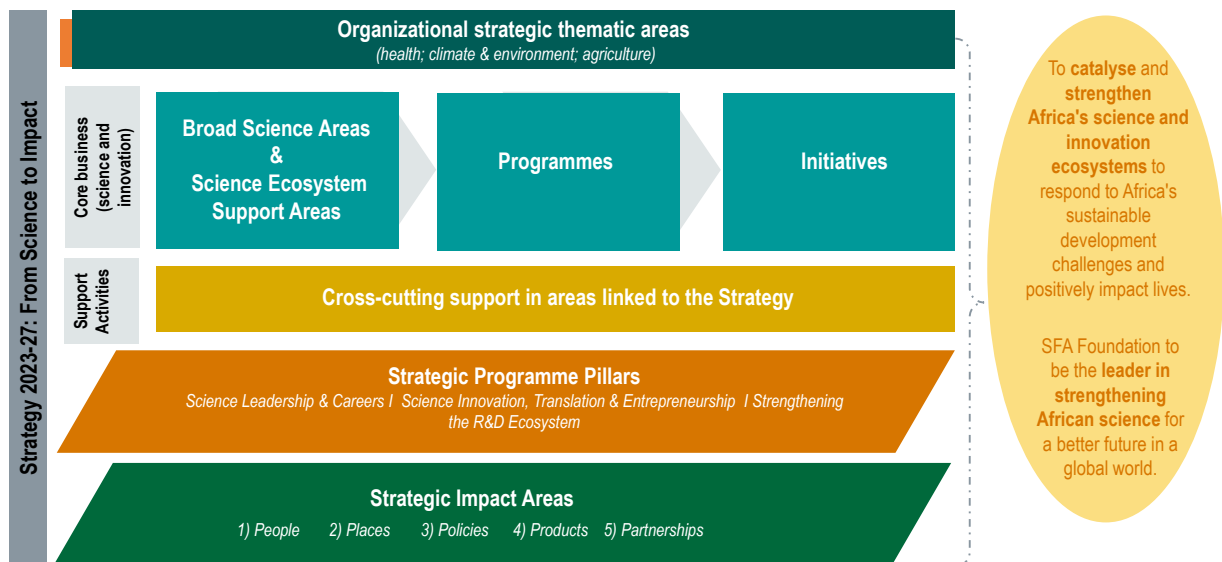 Strategy 2023-27: From Science to Impact
Organizational strategic thematic areas
(health; climate & environment; agriculture)
Core business
(science and
innovation)
Broad Science Areas
&
Science Ecosystem
Support Areas
Programmes
Initiatives
Support
Activities
Cross-cutting support in areas linked to the Strategy
Strategic Programme Pillars
Science Leadership & Careers I Science Innovation, Translation & Entrepreneurship I Strengthening
the R&D Ecosystem
Strategic Impact Areas
1) People 2) Places 3) Policies 4) Products 5) Partnerships
To catalyse and
strengthen
Africa's science and
innovation
ecosystems to
respond to Africa's
sustainable
development
challenges and
positively impact lives.
SFA Foundation to
be the leader in
strengthening
African science for
a better future in a
global world.